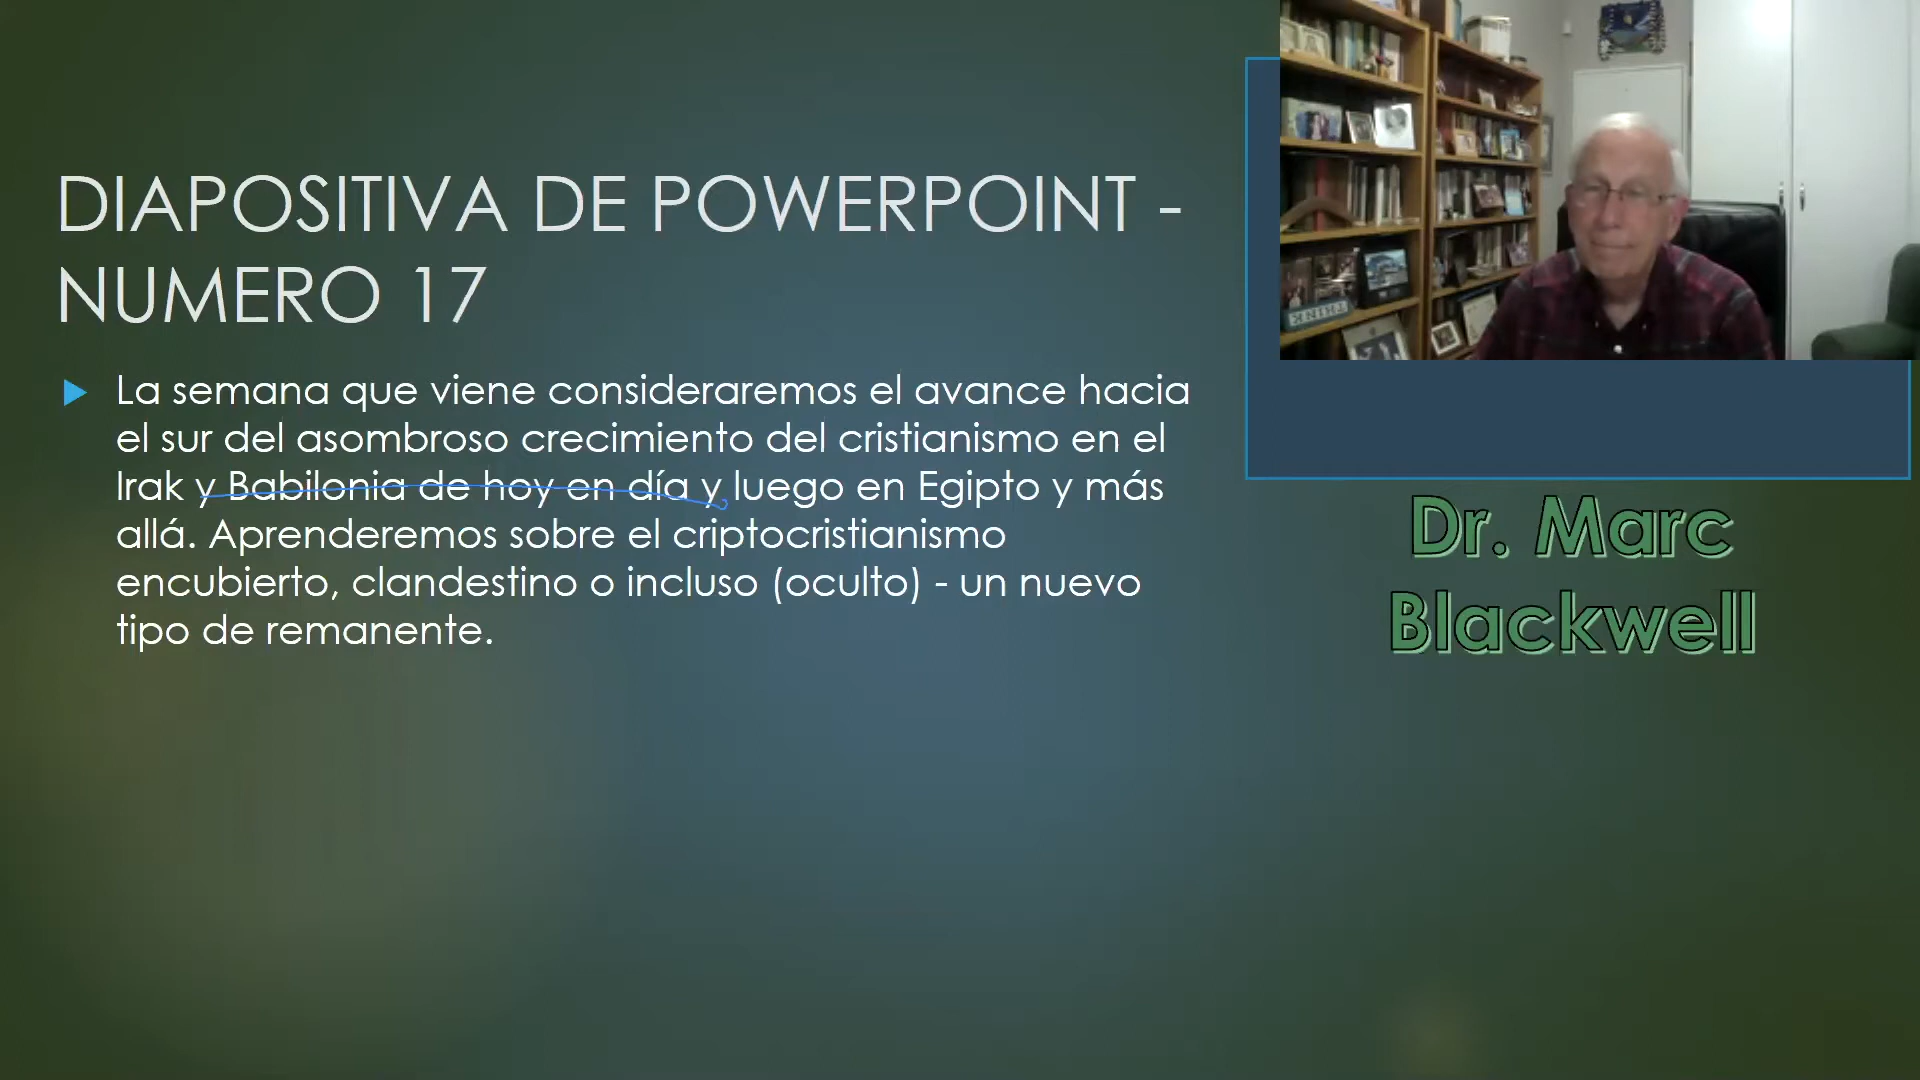 DIAPOSITIVA DE POWERPOINT -
NUMERO 17
La semana que viene consideraremos el avance hacia
el sur del asombroso crecimiento del cristianismo en el
Irak y Babilonia de hoy en día y luego en Egipto y más
allá. Aprenderemos sobre el criptocristianismo
encubierto, clandestino o incluso (oculto) - un nuevo
tipo de remanente.
THINK
Dr. Marc
Blackwell